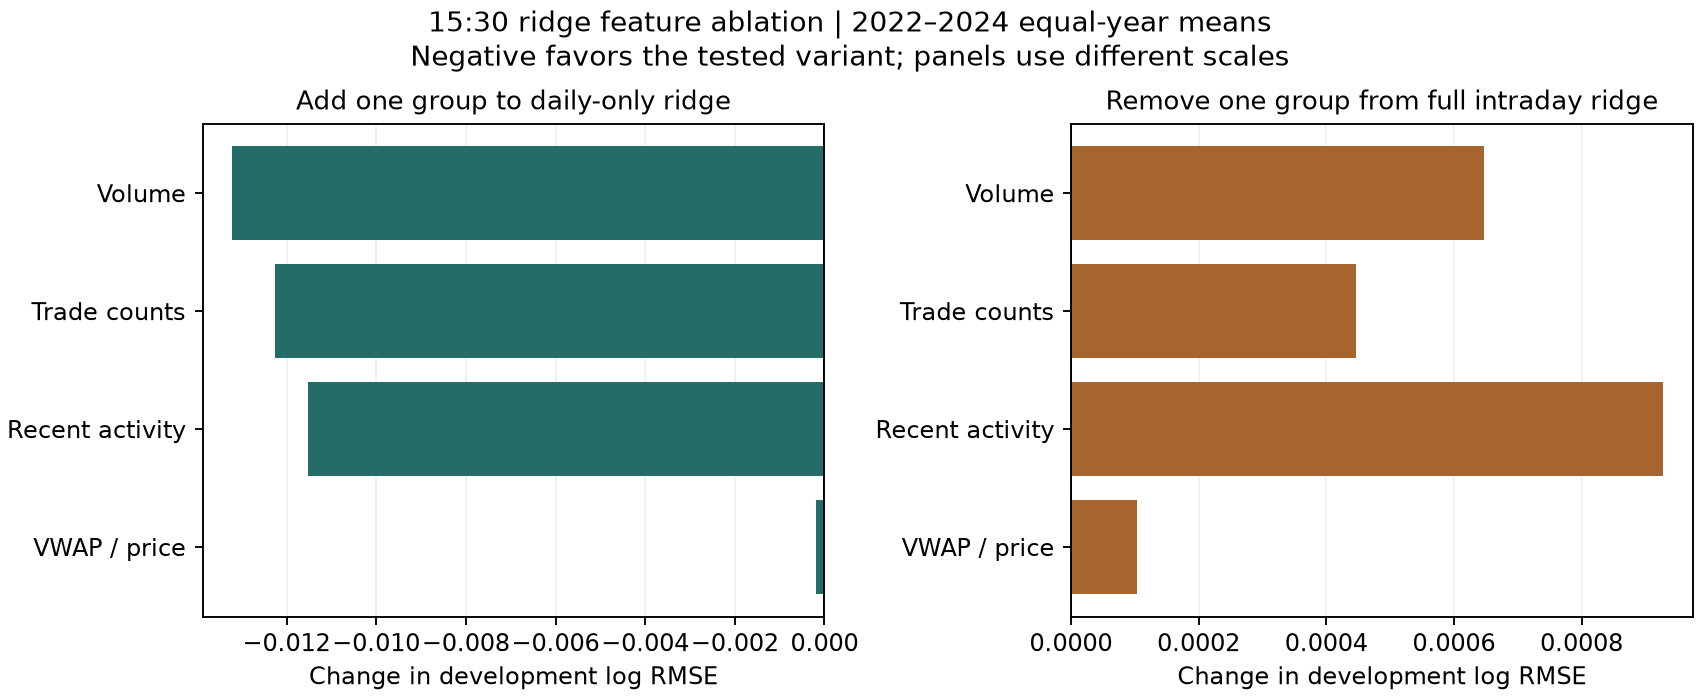 15:30 ridge feature ablation | 2022–2024 equal-year means
Negative favors the tested variant; panels use different scales
Add one group to daily-only ridge
Volume
Trade counts
Recent activity
VWAP / price
−0.012 −0.010 −0.008 −0.006 −0.004 −0.002 0.000
Change in development log RMSE
Remove one group from full intraday ridge
Volume
Trade counts
Recent activity
VWAP / price
0.0000 0.0002 0.0004 0.0006 0.0008
Change in development log RMSE